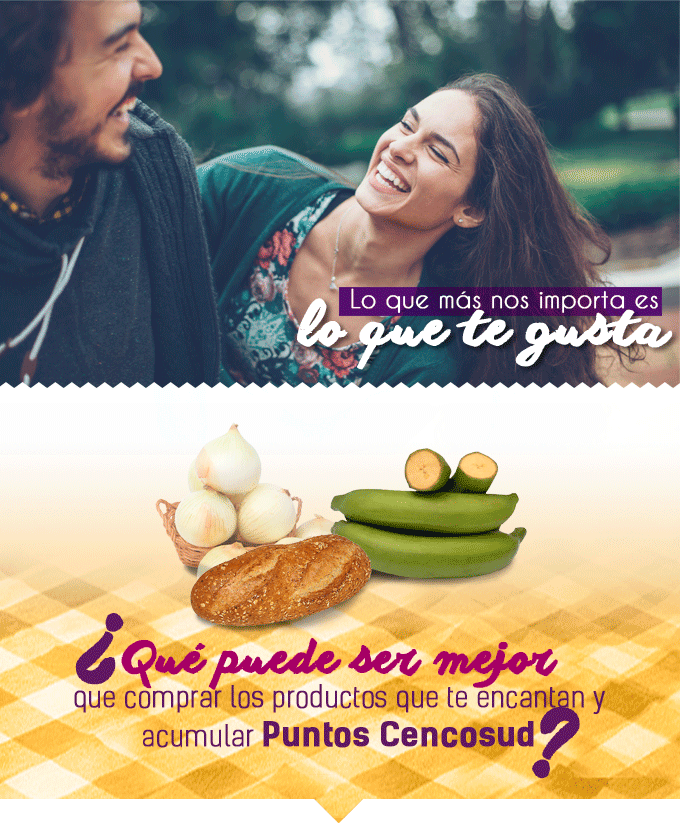 Lo que más nos importa es
lo que te gusta
¿Qué puede ser mejor
que comprar los productos que te encantan y
acumular Puntos Cencosud?